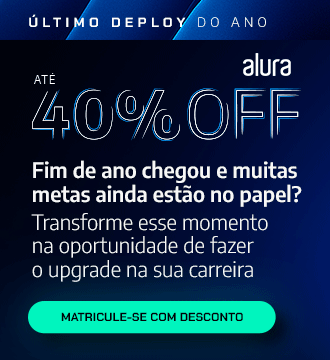 ÚLTIMO DEPLOY DO ANO
alura
ATÉ
40%OFF
Fim de ano chegou e muitas
metas ainda estão no papel?
Transforme esse momento
na oportunidade de fazer
o upgrade na sua carreira
MATRICULE-SE COM DESCONTO